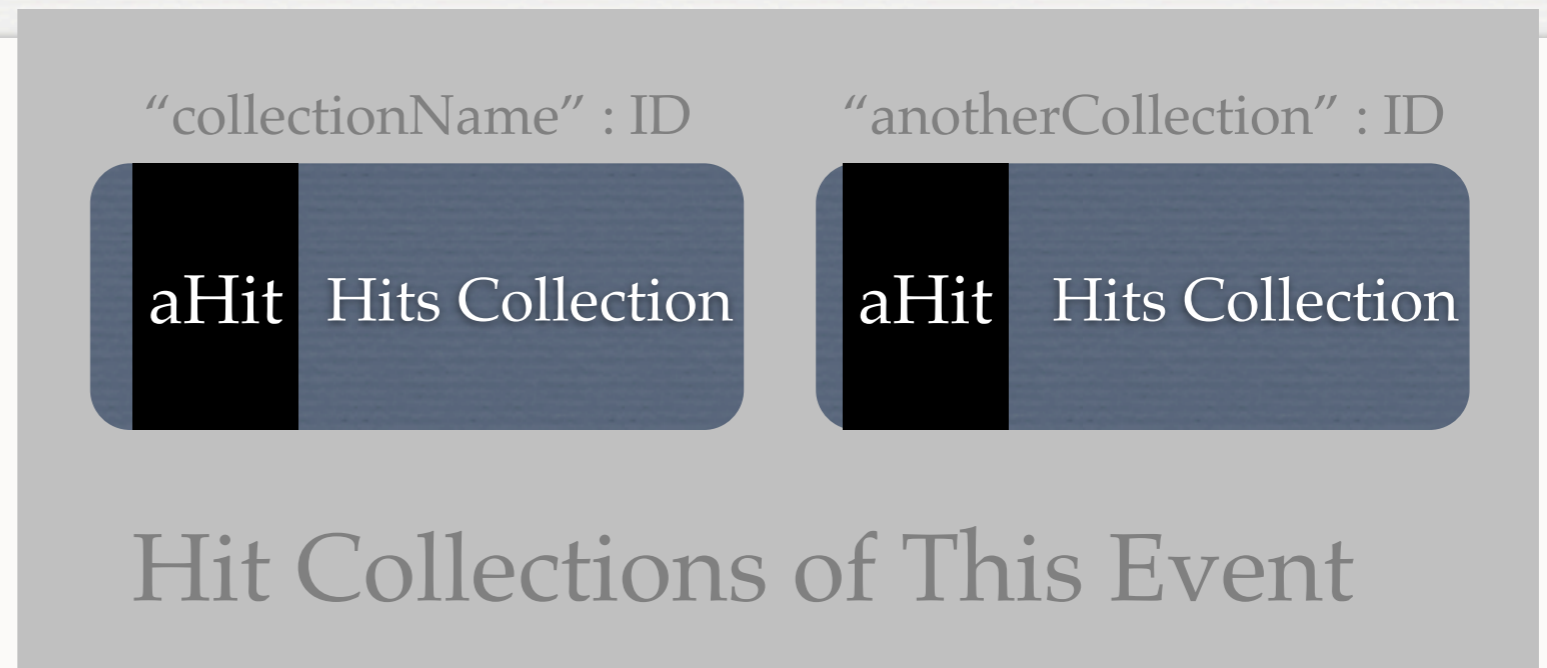 “collectionName” : ID
“anotherCollection” : ID
aHit
Hits Collection
aHit
Hits Collection
Hit Collections of This Event